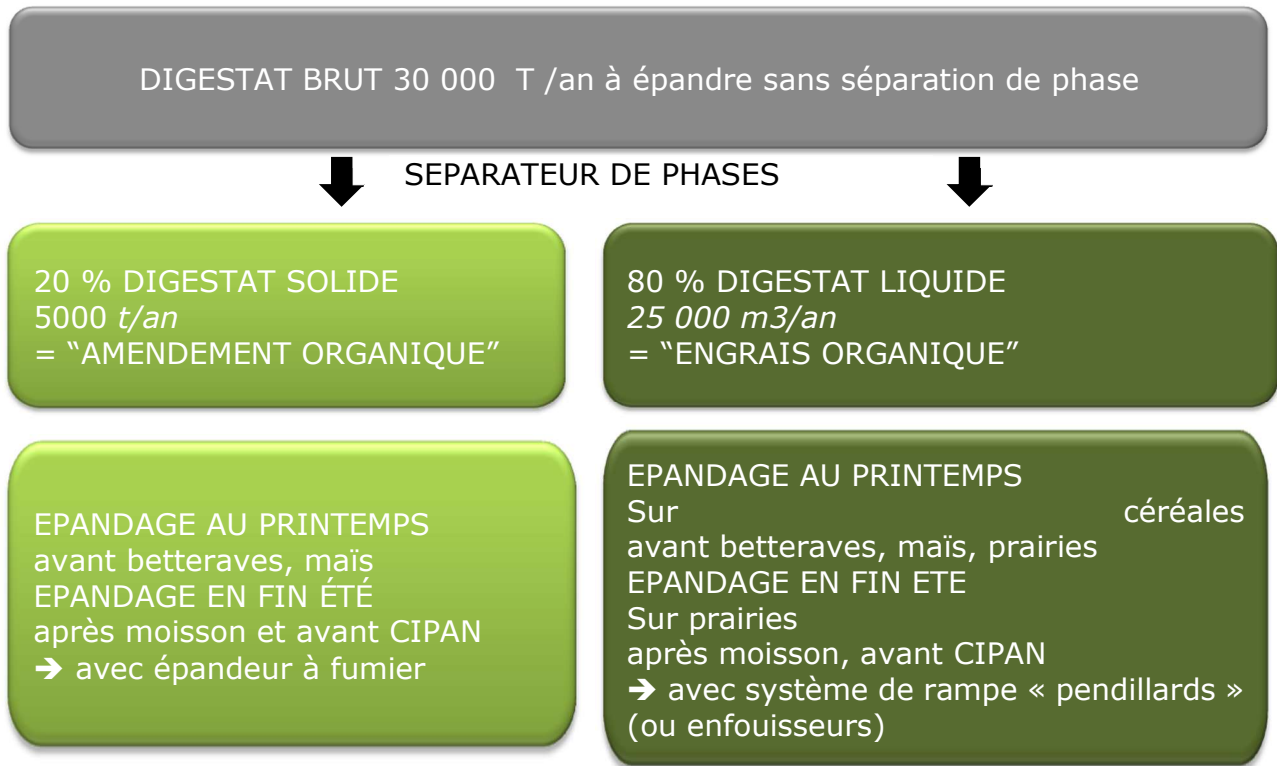 DIGESTAT BRUT 30 000 T /an à épandre sans séparation de phase
SEPARATEUR DE PHASES
20 % DIGESTAT SOLIDE
5000 t/an
= “AMENDEMENT ORGANIQUE”
80 % DIGESTAT LIQUIDE
25 000 m3/an
= “ENGRAIS ORGANIQUE”
EPANDAGE AU PRINTEMPS
avant betteraves, maïs
EPANDAGE EN FIN ÉTÉ
après moisson et avant CIPAN
➔ avec épandeur à fumier
EPANDAGE AU PRINTEMPS
Sur céréales
avant betteraves, maïs, prairies
EPANDAGE EN FIN ETE
Sur prairies
après moisson, avant CIPAN
➔ avec système de rampe « pendillards »
(ou enfouisseurs)